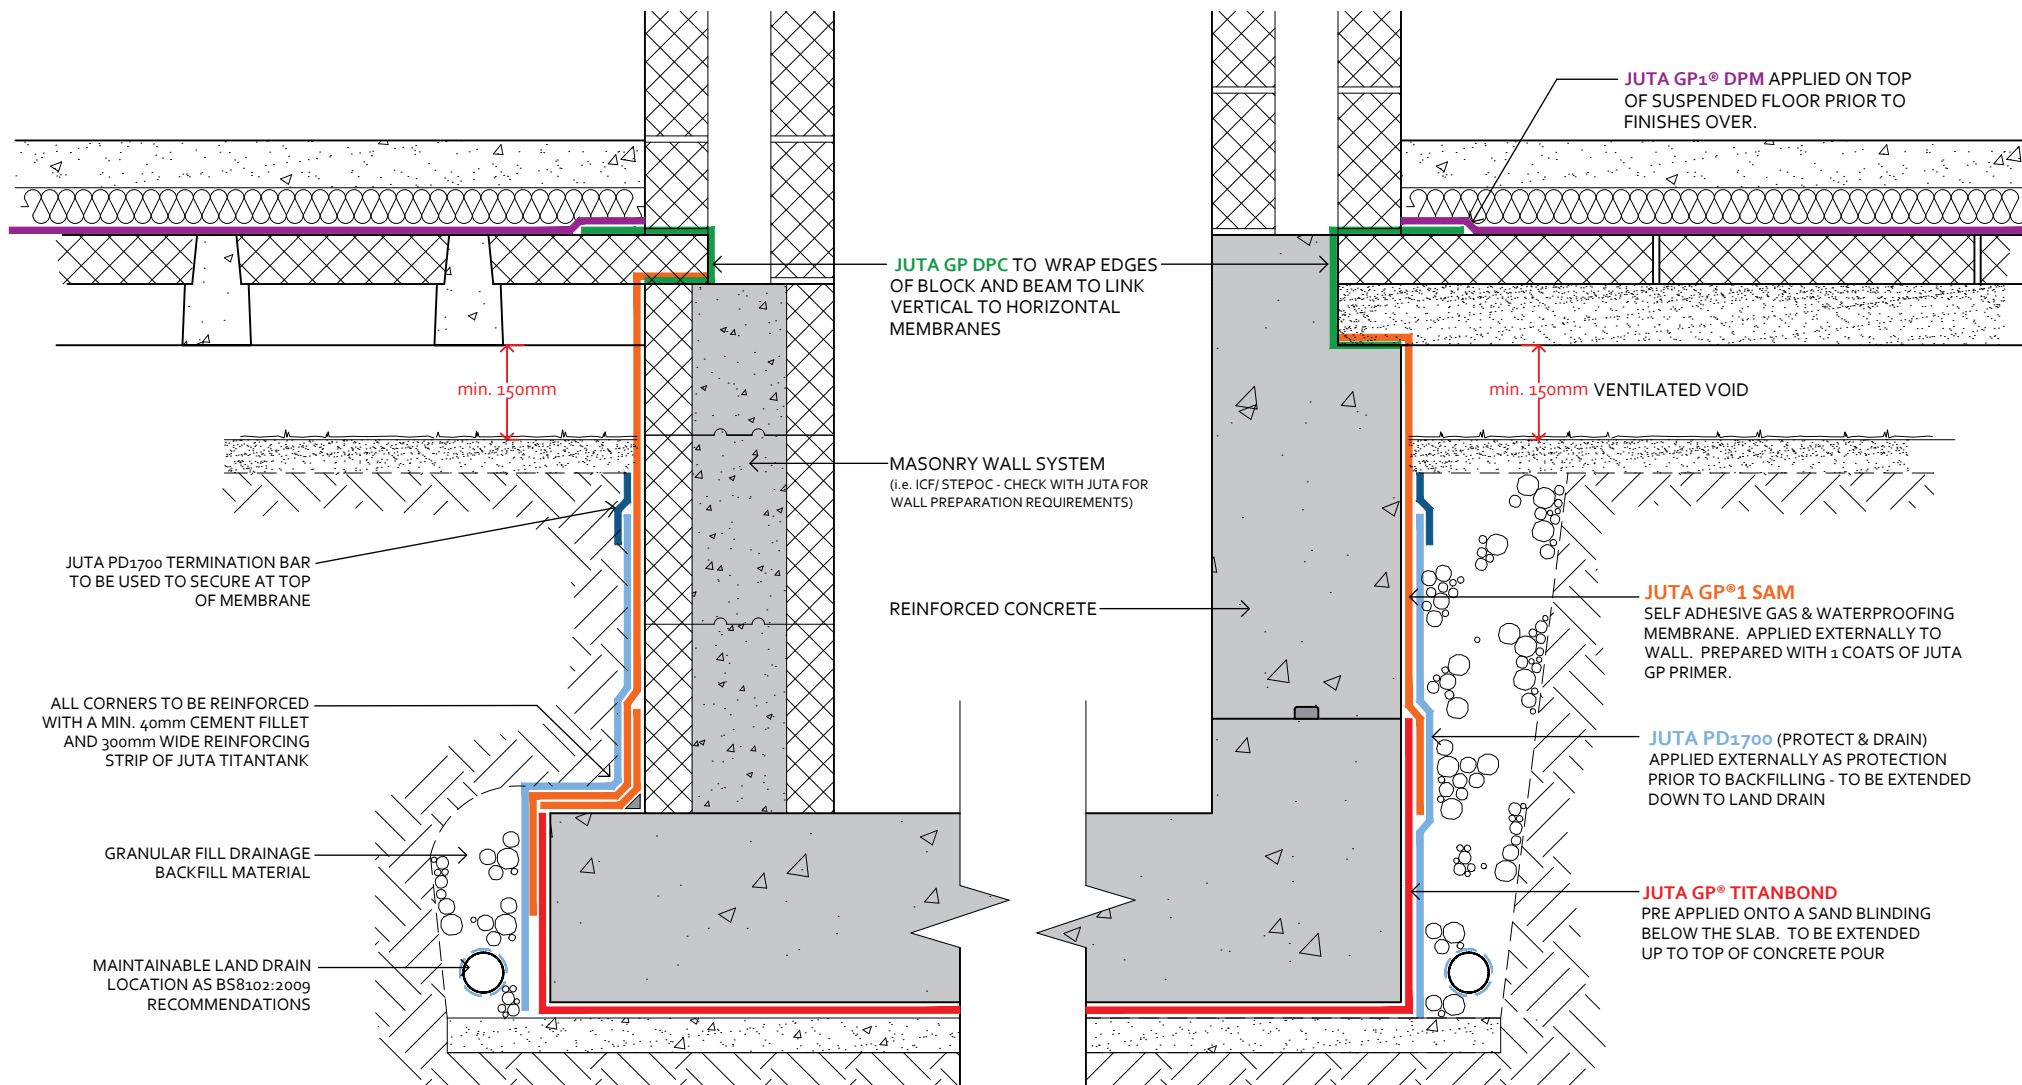 JUTA GP1® DPM APPLIED ON TOP
OF SUSPENDED FLOOR PRIOR TO
FINISHES OVER.
JUTA GP DPC TO WRAP EDGES
OF BLOCK AND BEAM TO LINK
VERTICAL TO HORIZONTAL
MEMBRANES
min. 150mm
min. 150mm VENTILATED VOID
MASONRY WALL SYSTEM
(i.e. ICF/ STEPOC - CHECK WITH JUTA FOR
WALL PREPARATION REQUIREMENTS)
JUTA PD1700 TERMINATION BAR
TO BE USED TO SECURE AT TOP
OF MEMBRANE
REINFORCED CONCRETE
JUTA GP®1 SAM
SELF ADHESIVE GAS & WATERPROOFING
MEMBRANE. APPLIED EXTERNALLY TO
WALL. PREPARED WITH 1 COATS OF JUTA
GP PRIMER.
ALL CORNERS TO BE REINFORCED
WITH A MIN. 40mm CEMENT FILLET
AND 300mm WIDE REINFORCING
STRIP OF JUTA TITANTANK
JUTA PD1700 (PROTECT & DRAIN)
APPLIED EXTERNALLY AS PROTECTION
PRIOR TO BACKFILLING - TO BE EXTENDED
DOWN TO LAND DRAIN
GRANULAR FILL DRAINAGE
BACKFILL MATERIAL
JUTA GP® TITANBOND
PRE APPLIED ONTO A SAND BLINDING
BELOW THE SLAB. TO BE EXTENDED
UP TO TOP OF CONCRETE POUR
MAINTAINABLE LAND DRAIN
LOCATION AS BS8102:2009
RECOMMENDATIONS